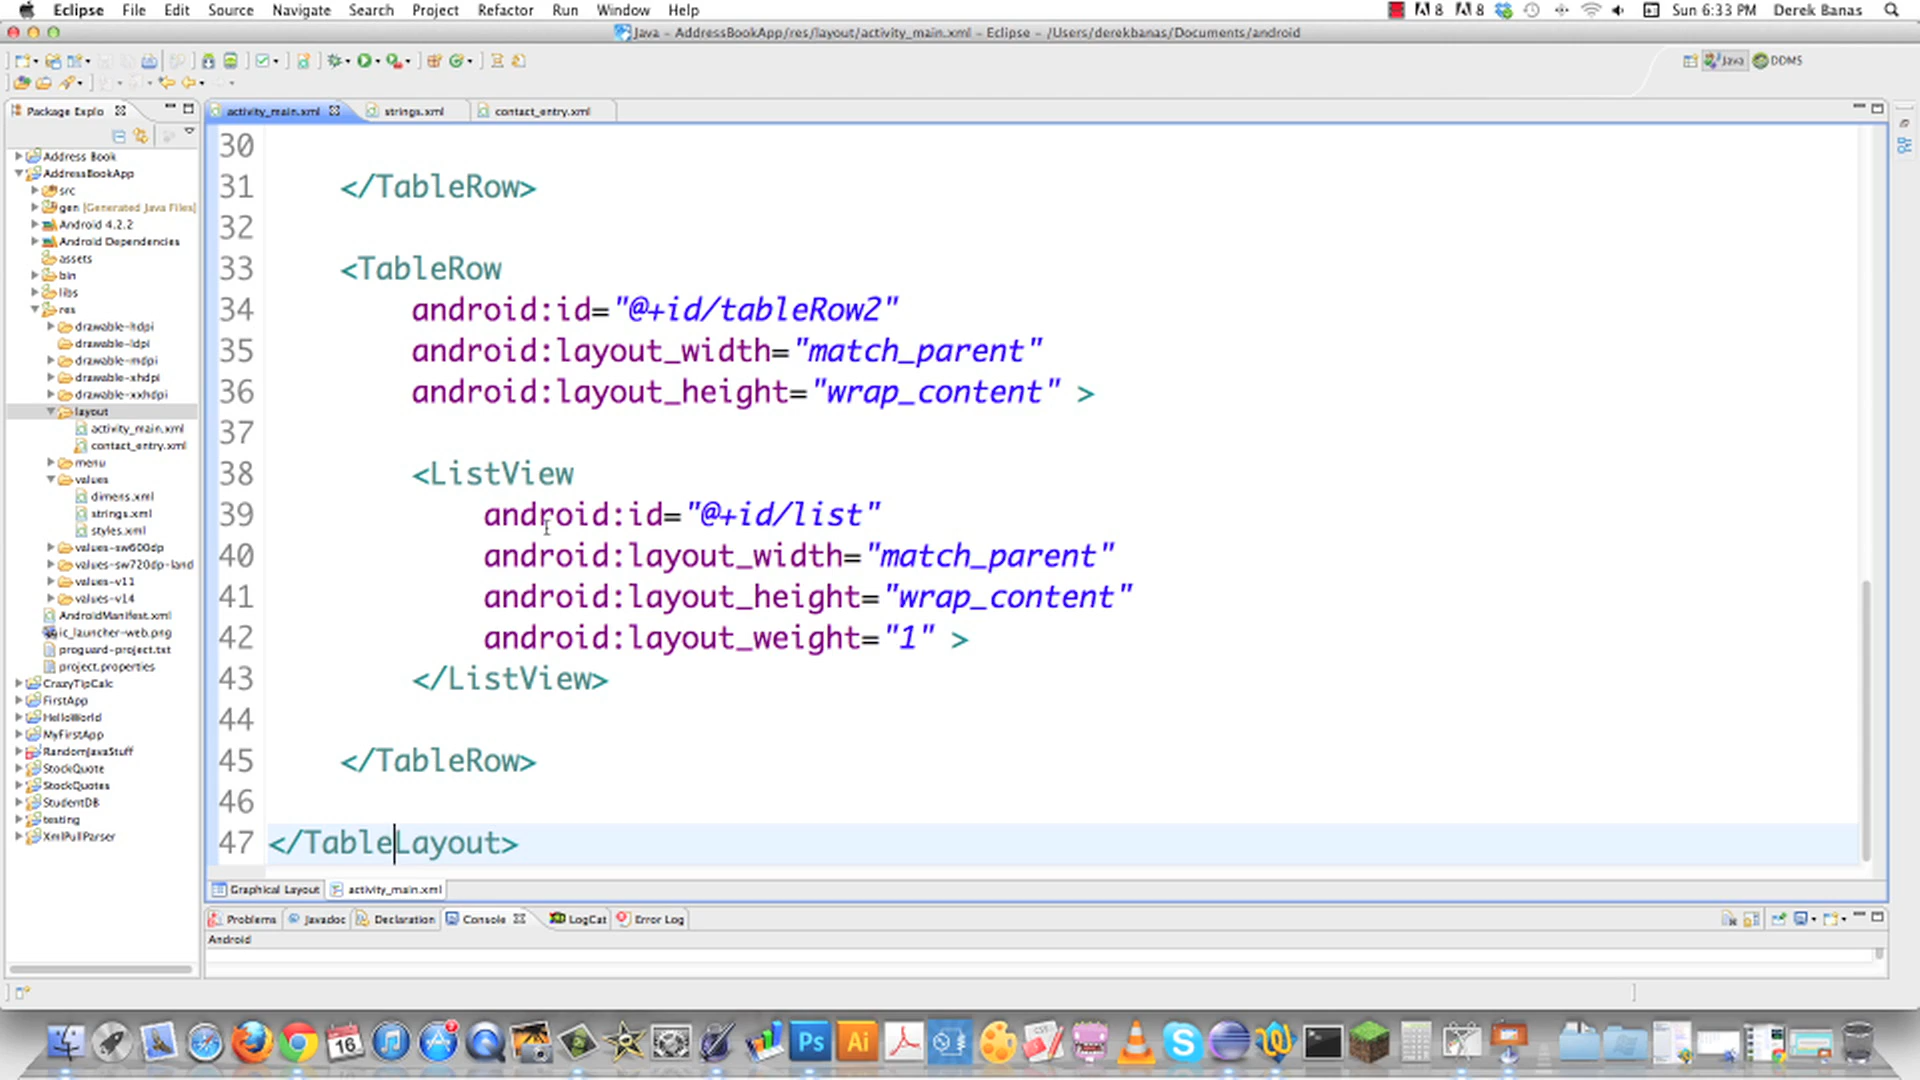 Eclipse File Edit Source Navigate Search Project Refactor Run Window Help 8 8 Sun 6:33 PM Derek Banas
Java – AddressBookApp/res/layout/activity_main.xml – Eclipse – /Users/derekbanas/Documents/android
Java DDMS
Package Explo
activity_main.xml strings.xml contact_entry.xml
Address Book
AddressBookApp
src
gen [Generated Java Files]
Android 4.2.2
Android Dependencies
assets
bin
libs
res
drawable-hdpi
drawable-ldpi
drawable-mdpi
drawable-xhdpi
drawable-xxhdpi
layout
activity_main.xml
contact_entry.xml
menu
values
dimens.xml
strings.xml
styles.xml
values-sw600dp
values-sw720dp-land
values-v11
values-v14
AndroidManifest.xml
ic_launcher-web.png
proguard-project.txt
project.properties
CrazyTipCalc
FirstApp
HelloWorld
MyFirstApp
RandomJavaStuff
StockQuote
StockQuotes
StudentDB
testing
XmlPullParser
30
31 </TableRow>
32
33 <TableRow
34 android:id="@+id/tableRow2"
35 android:layout_width="match_parent"
36 android:layout_height="wrap_content" >
37
38 <ListView
39 android:id="@+id/list"
40 android:layout_width="match_parent"
41 android:layout_height="wrap_content"
42 android:layout_weight="1" >
43 </ListView>
44
45 </TableRow>
46
47 </TableLayout>
Graphical Layout activity_main.xml
Problems Javadoc Declaration Console LogCat Error Log
Android
16 Ps Ai